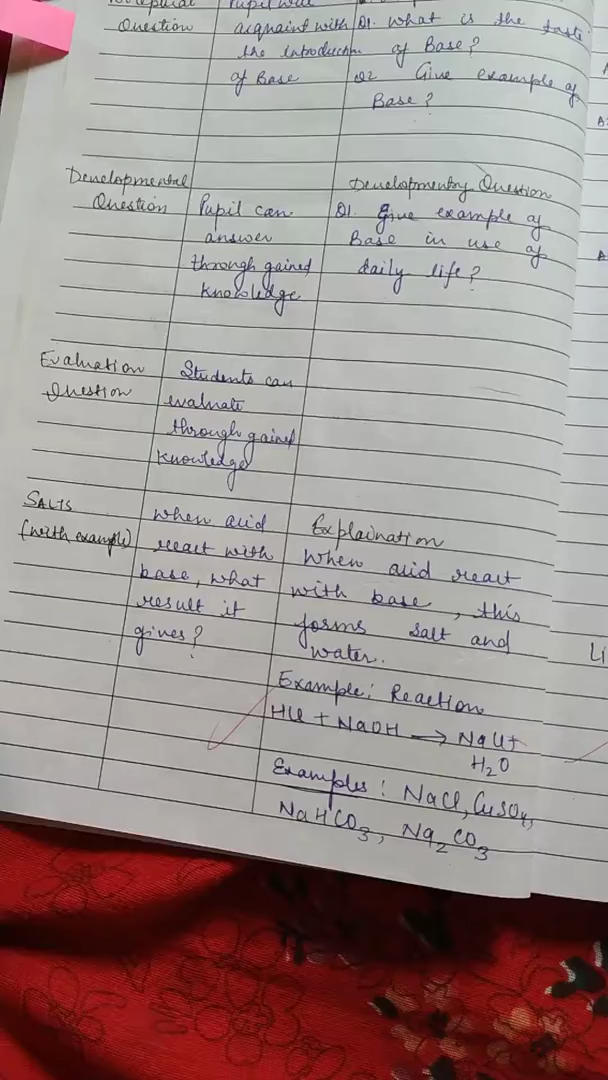 Question
Pupil will
acquaint with
the introduction
of Base
Q1. What is the taste
of Base?
Q2 Give example of
Base?
Developmental
Question
Pupil can
answer
through gained
knowledge
Developmentry Question
Q1. Give example of
Base in use of
daily life?
Evaluation
Question
Students can
evaluate
through gained
knowledge
SALTS
(with example)
when acid
react with
base, what
result it
gives?
Explaination
When acid react
with base, this
forms salt and
water.
Example: Reaction
HCl + NaOH → NaCl +
H₂O
Examples: NaCl, CuSO₄,
NaHCO₃, Na₂CO₃